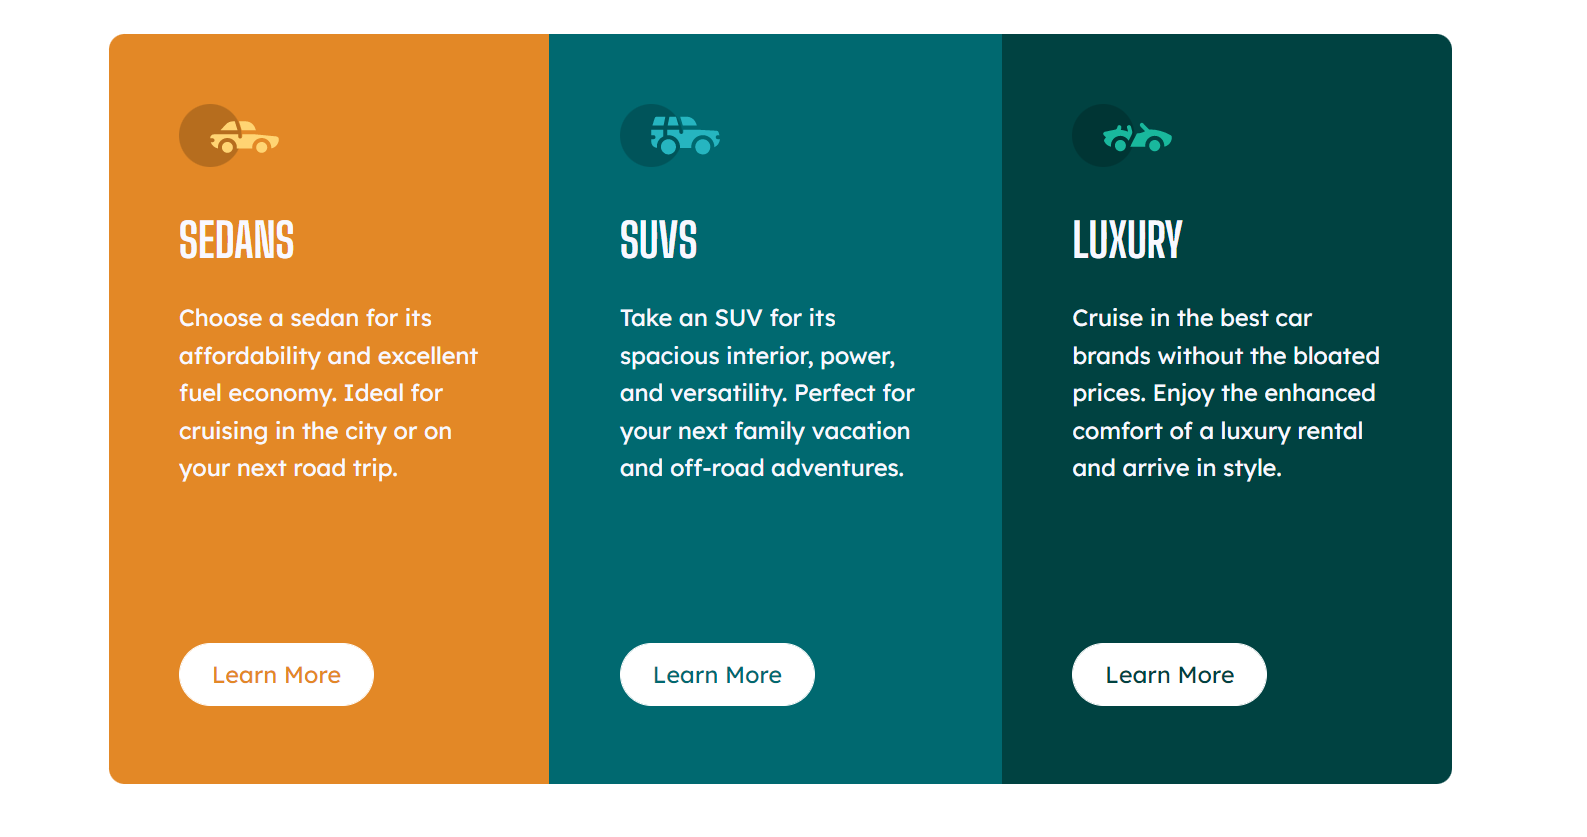 SEDANS
Choose a sedan for its
affordability and excellent
fuel economy. Ideal for
cruising in the city or on
your next road trip.
Learn More
SUVS
Take an SUV for its
spacious interior, power,
and versatility. Perfect for
your next family vacation
and off-road adventures.
Learn More
LUXURY
Cruise in the best car
brands without the bloated
prices. Enjoy the enhanced
comfort of a luxury rental
and arrive in style.
Learn More